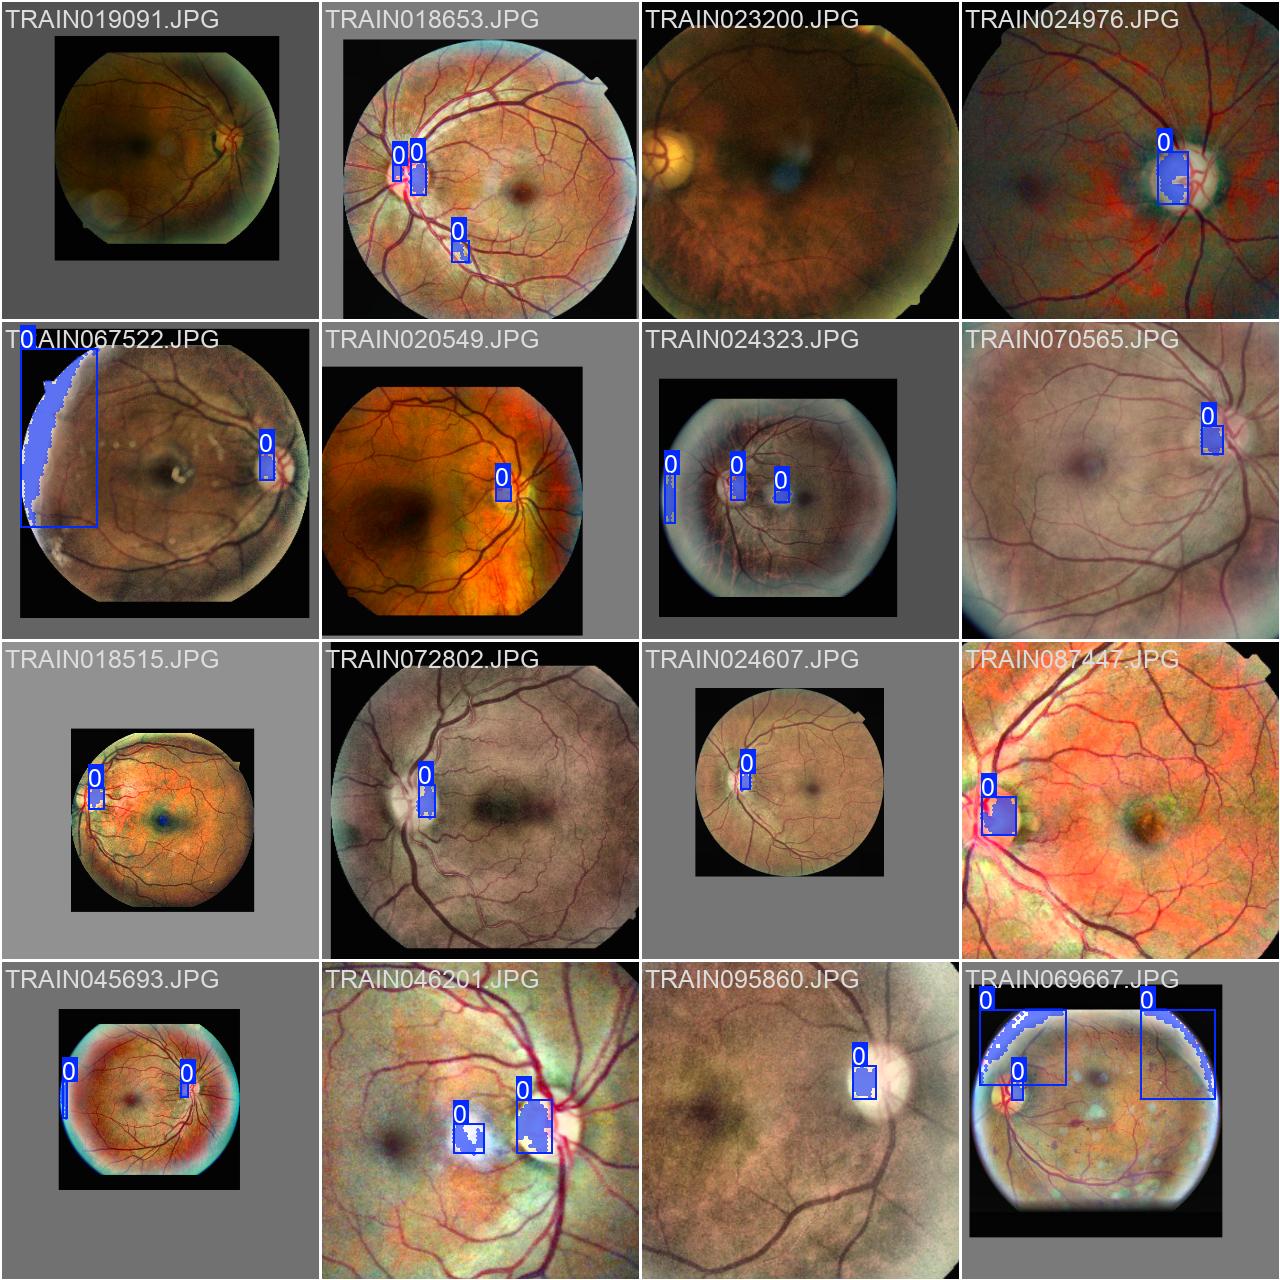 TRAIN019091.JPG
TRAIN018653.JPG
0
0
0
TRAIN023200.JPG
TRAIN024976.JPG
0
TRAIN067522.JPG
0
0
TRAIN020549.JPG
0
TRAIN024323.JPG
0
0
0
TRAIN070565.JPG
0
TRAIN018515.JPG
0
TRAIN072802.JPG
0
TRAIN024607.JPG
0
TRAIN087447.JPG
0
TRAIN045693.JPG
0
0
TRAIN046201.JPG
0
0
TRAIN095860.JPG
0
TRAIN069667.JPG
0
0
0